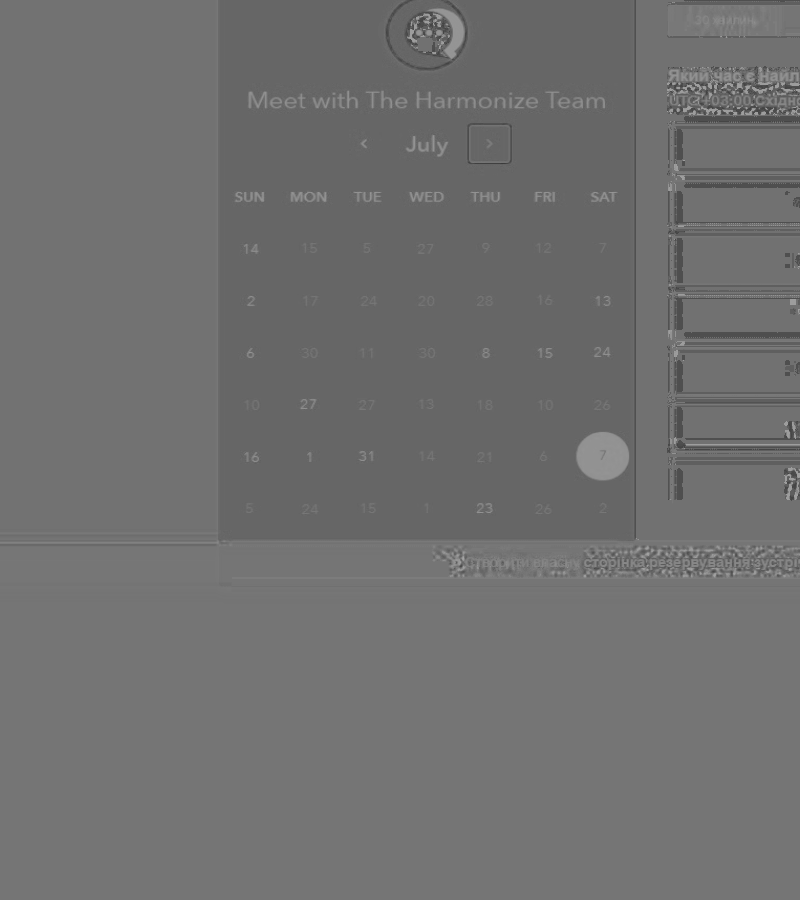 30 хвилин
Meet with The Harmonize Team
Який час є найл
‹ July ›
UTC +03:00 Східно
SUN MON TUE WED THU FRI SAT
14 15 5 27 9 12 7
2 17 24 20 28 16 13
6 30 11 30 8 15 24
10 27 27 13 18 10 26
16 1 31 14 21 6 7
5 24 15 1 23 26 2
Створити власну сторінка резервування зустрі